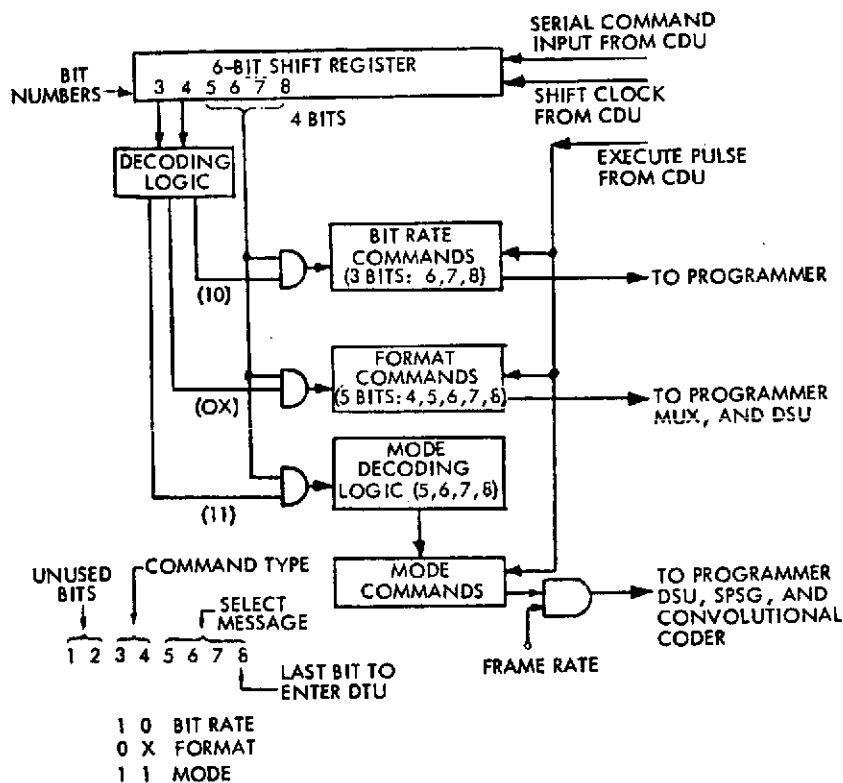 SERIAL COMMAND
INPUT FROM CDU
6-BIT SHIFT REGISTER
BIT
NUMBERS
3 4 5 6 7 8
4 BITS
SHIFT CLOCK
FROM CDU
DECODING
LOGIC
EXECUTE PULSE
FROM CDU
BIT RATE
COMMANDS
(3 BITS: 6,7,8)
TO PROGRAMMER
(10)
FORMAT
COMMANDS
(5 BITS: 4,5,6,7,8)
TO PROGRAMMER
MUX, AND DSU
(OX)
MODE
DECODING
LOGIC (5,6,7,8)
(11)
MODE
COMMANDS
TO PROGRAMMER
DSU, SPSG, AND
CONVOLUTIONAL
CODER
FRAME RATE
UNUSED
BITS
COMMAND TYPE
SELECT
MESSAGE
1 2 3 4 5 6 7 8
LAST BIT TO
ENTER DTU
1 0 BIT RATE
0 X FORMAT
1 1 MODE